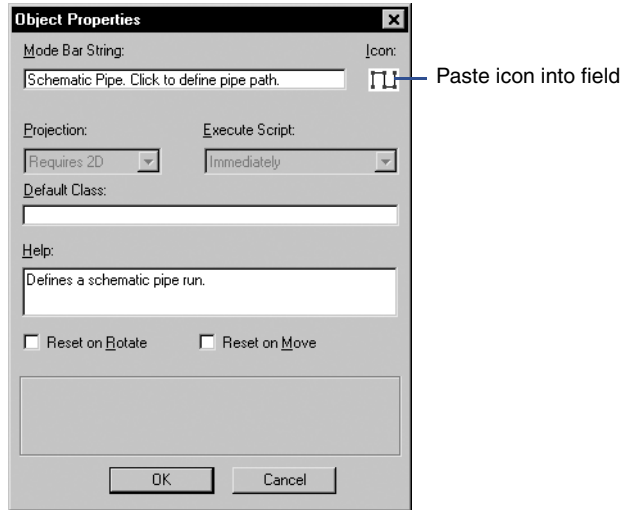 Object Properties
Mode Bar String: Icon:
Schematic Pipe. Click to define pipe path.
Paste icon into field
Projection: Execute Script:
Requires 2D Immediately
Default Class:
Help:
Defines a schematic pipe run.
Reset on Rotate Reset on Move
OK Cancel